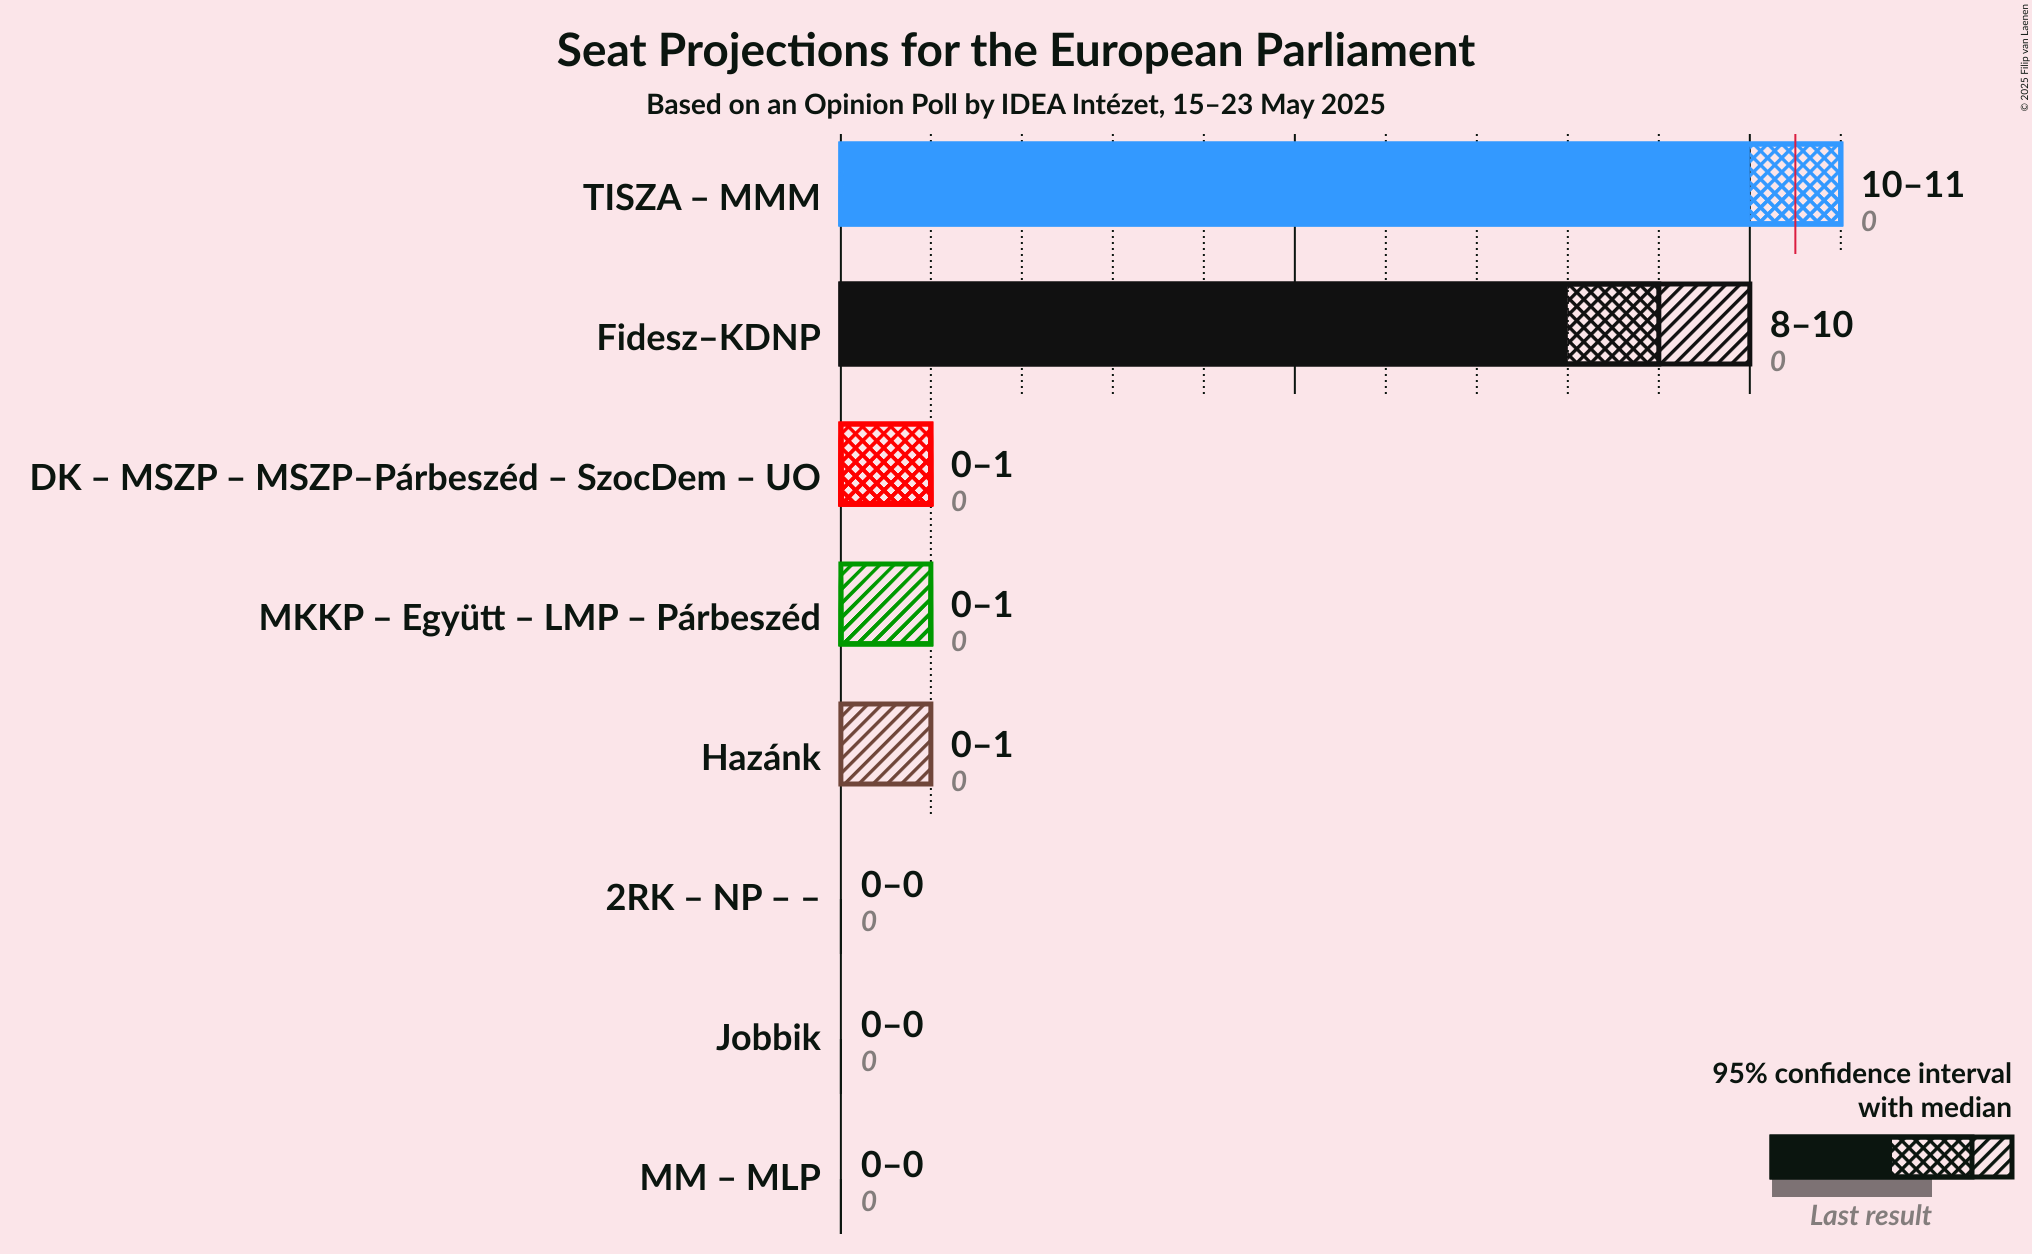 Seat Projections for the European Parliament
Based on an Opinion Poll by IDEA Intézet, 15–23 May 2025
© 2025 Filip van Laenen
TISZA – MMM
10–11
0
Fidesz–KDNP
8–10
0
DK – MSZP – MSZP–Párbeszéd – SzocDem – UO
0–1
0
MKKP – Együtt – LMP – Párbeszéd
0–1
0
Hazánk
0–1
0
2RK – NP – –
0–0
0
Jobbik
0–0
0
MM – MLP
0–0
0
95% confidence interval
with median
Last result